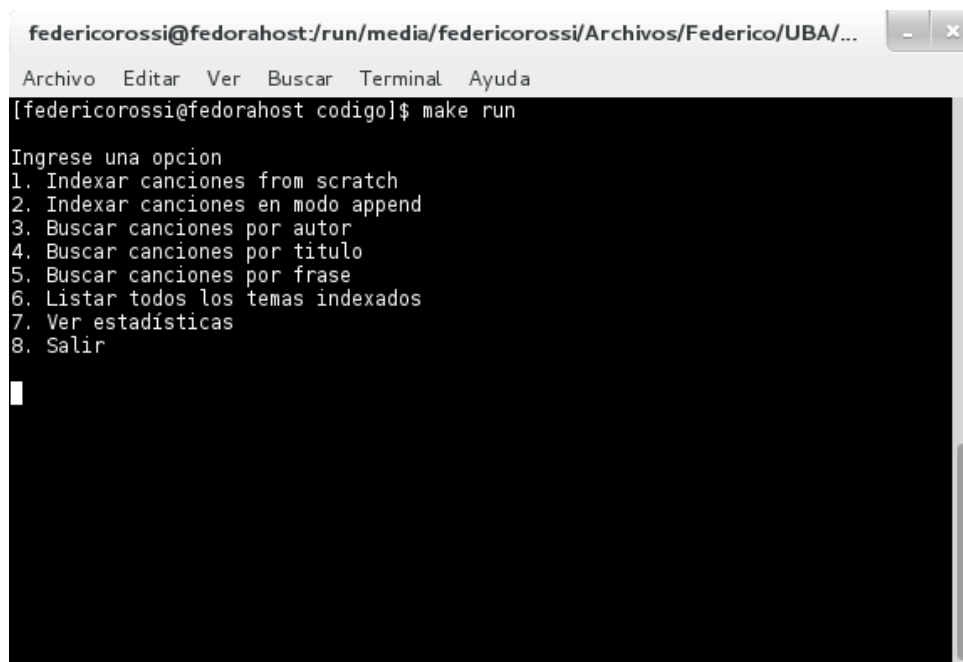 federicorossi@fedorahost:/run/media/federicorossi/Archivos/Federico/UBA/...
Archivo Editar Ver Buscar Terminal Ayuda
[federicorossi@fedorahost codigo]$ make run
Ingrese una opcion
1. Indexar canciones from scratch
2. Indexar canciones en modo append
3. Buscar canciones por autor
4. Buscar canciones por titulo
5. Buscar canciones por frase
6. Listar todos los temas indexados
7. Ver estadísticas
8. Salir